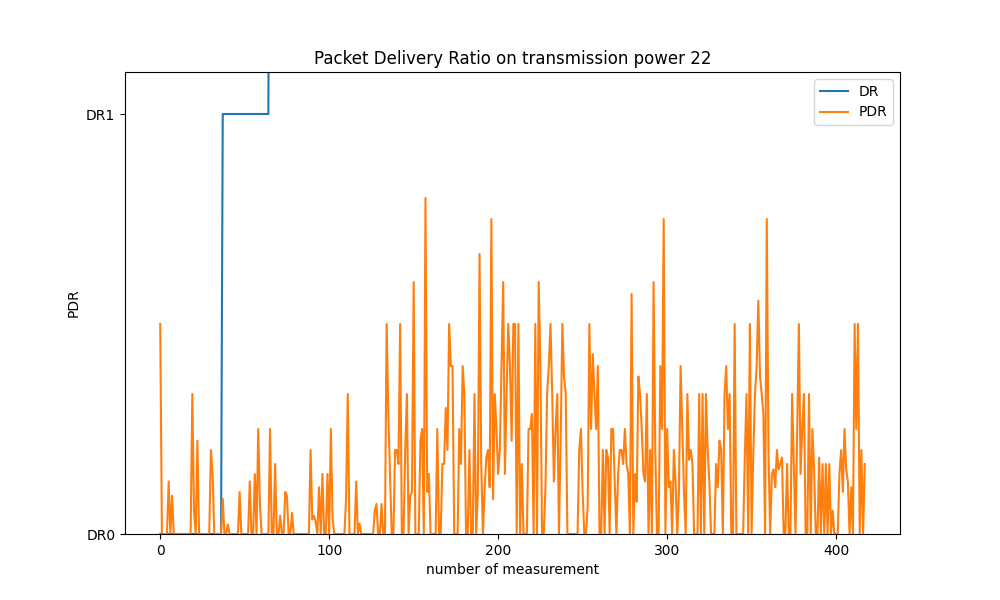 Packet Delivery Ratio on transmission power 22
DR
PDR
DR1
PDR
DR0
0 100 200 300 400
number of measurement